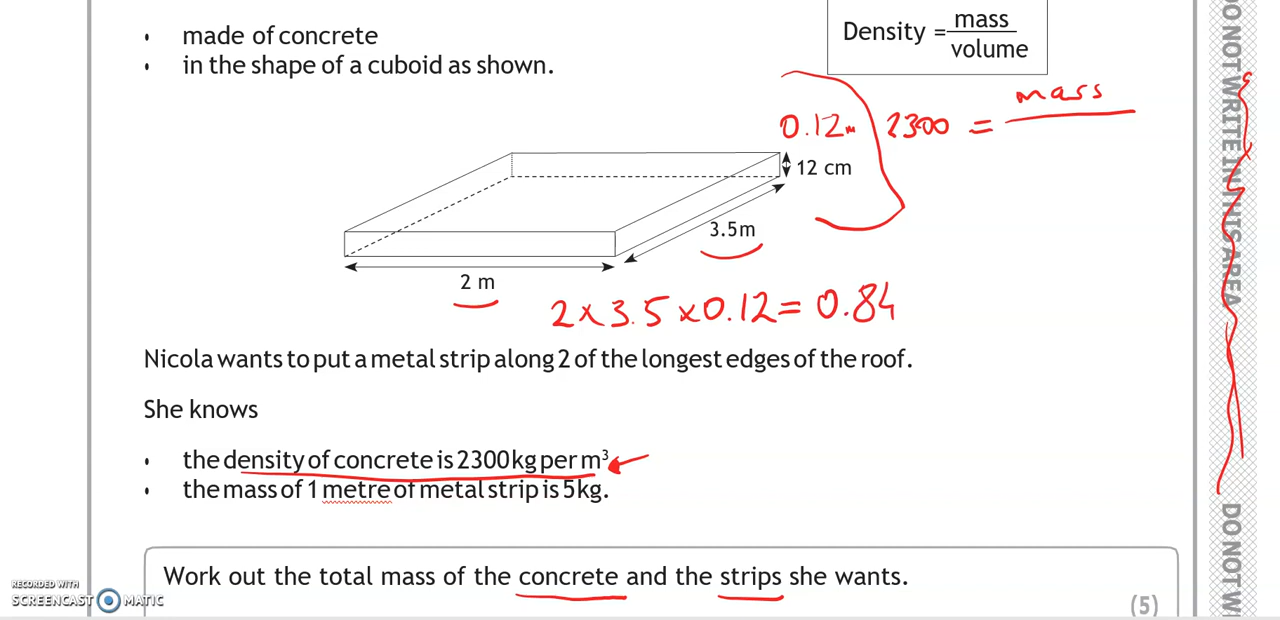 • made of concrete
• in the shape of a cuboid as shown.
Density = mass
volume
mass
0.12m
2300 =
12 cm
3.5m
2 m
2 × 3.5 × 0.12 = 0.84
Nicola wants to put a metal strip along 2 of the longest edges of the roof.
She knows
• the density of concrete is 2300 kg per m³
• the mass of 1 metre of metal strip is 5kg.
Work out the total mass of the concrete and the strips she wants.
(5)
RECORDED WITH
SCREENCAST MATIC
DO NOT WRITE IN THIS AREA
DO NOT W